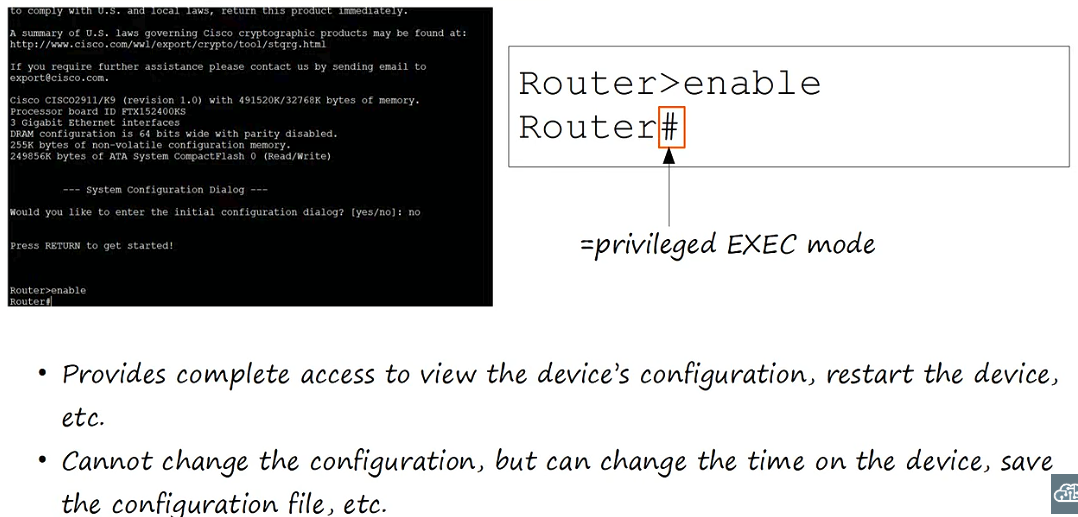 to comply with U.S. and local laws, return this product immediately.
A summary of U.S. laws governing Cisco cryptographic products may be found at:
http://www.cisco.com/wwl/export/crypto/tool/stqrg.html
If you require further assistance please contact us by sending email to
export@cisco.com.
Cisco CISCO2911/K9 (revision 1.0) with 491520K/32768K bytes of memory.
Processor board ID FTX152400KS
3 Gigabit Ethernet interfaces
DRAM configuration is 64 bits wide with parity disabled.
255K bytes of non-volatile configuration memory.
249856K bytes of ATA System CompactFlash 0 (Read/Write)
--- System Configuration Dialog ---
Would you like to enter the initial configuration dialog? [yes/no]: no
Press RETURN to get started!
Router>enable
Router#
Router>enable
Router#
=privileged EXEC mode
• Provides complete access to view the device's configuration, restart the device,
etc.
• Cannot change the configuration, but can change the time on the device, save
the configuration file, etc.